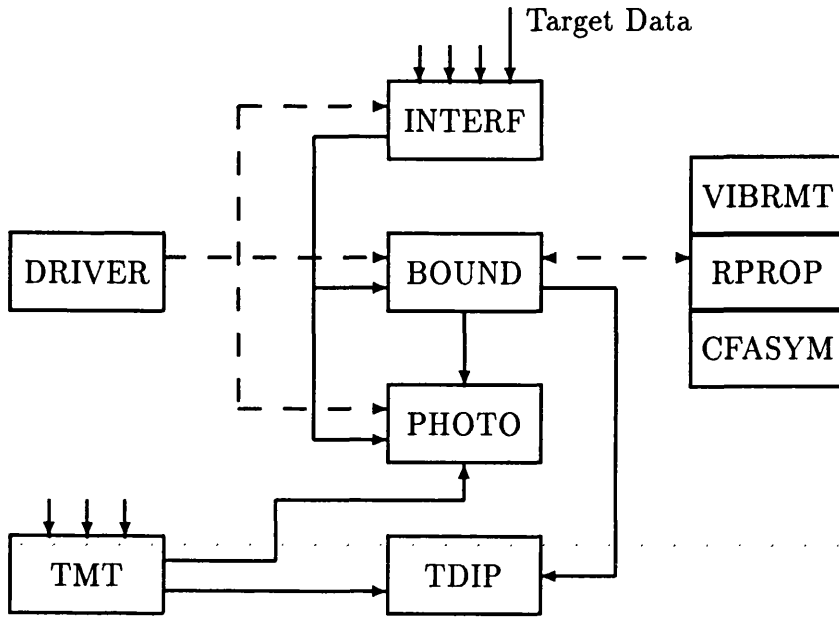 Target Data
INTERF
VIBRMT
DRIVER
BOUND
RPROP
CFASYM
PHOTO
TMT
TDIP